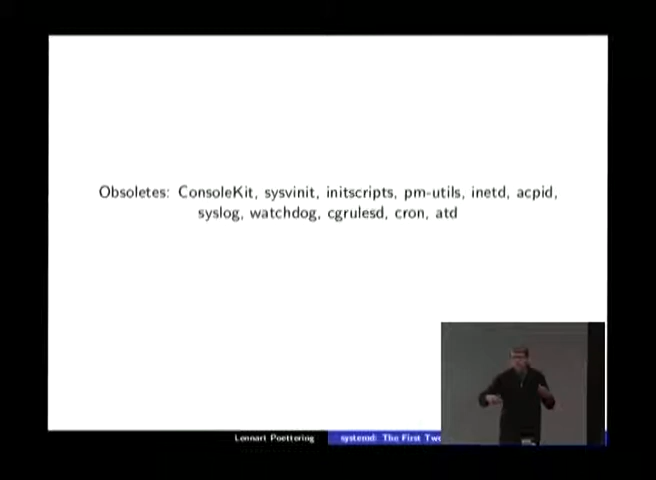 Obsoletes: ConsoleKit, sysvinit, initscripts, pm-utils, inetd, acpid,
syslog, watchdog, cgrulesd, cron, atd
Lennart Poettering
systemd: The First Two